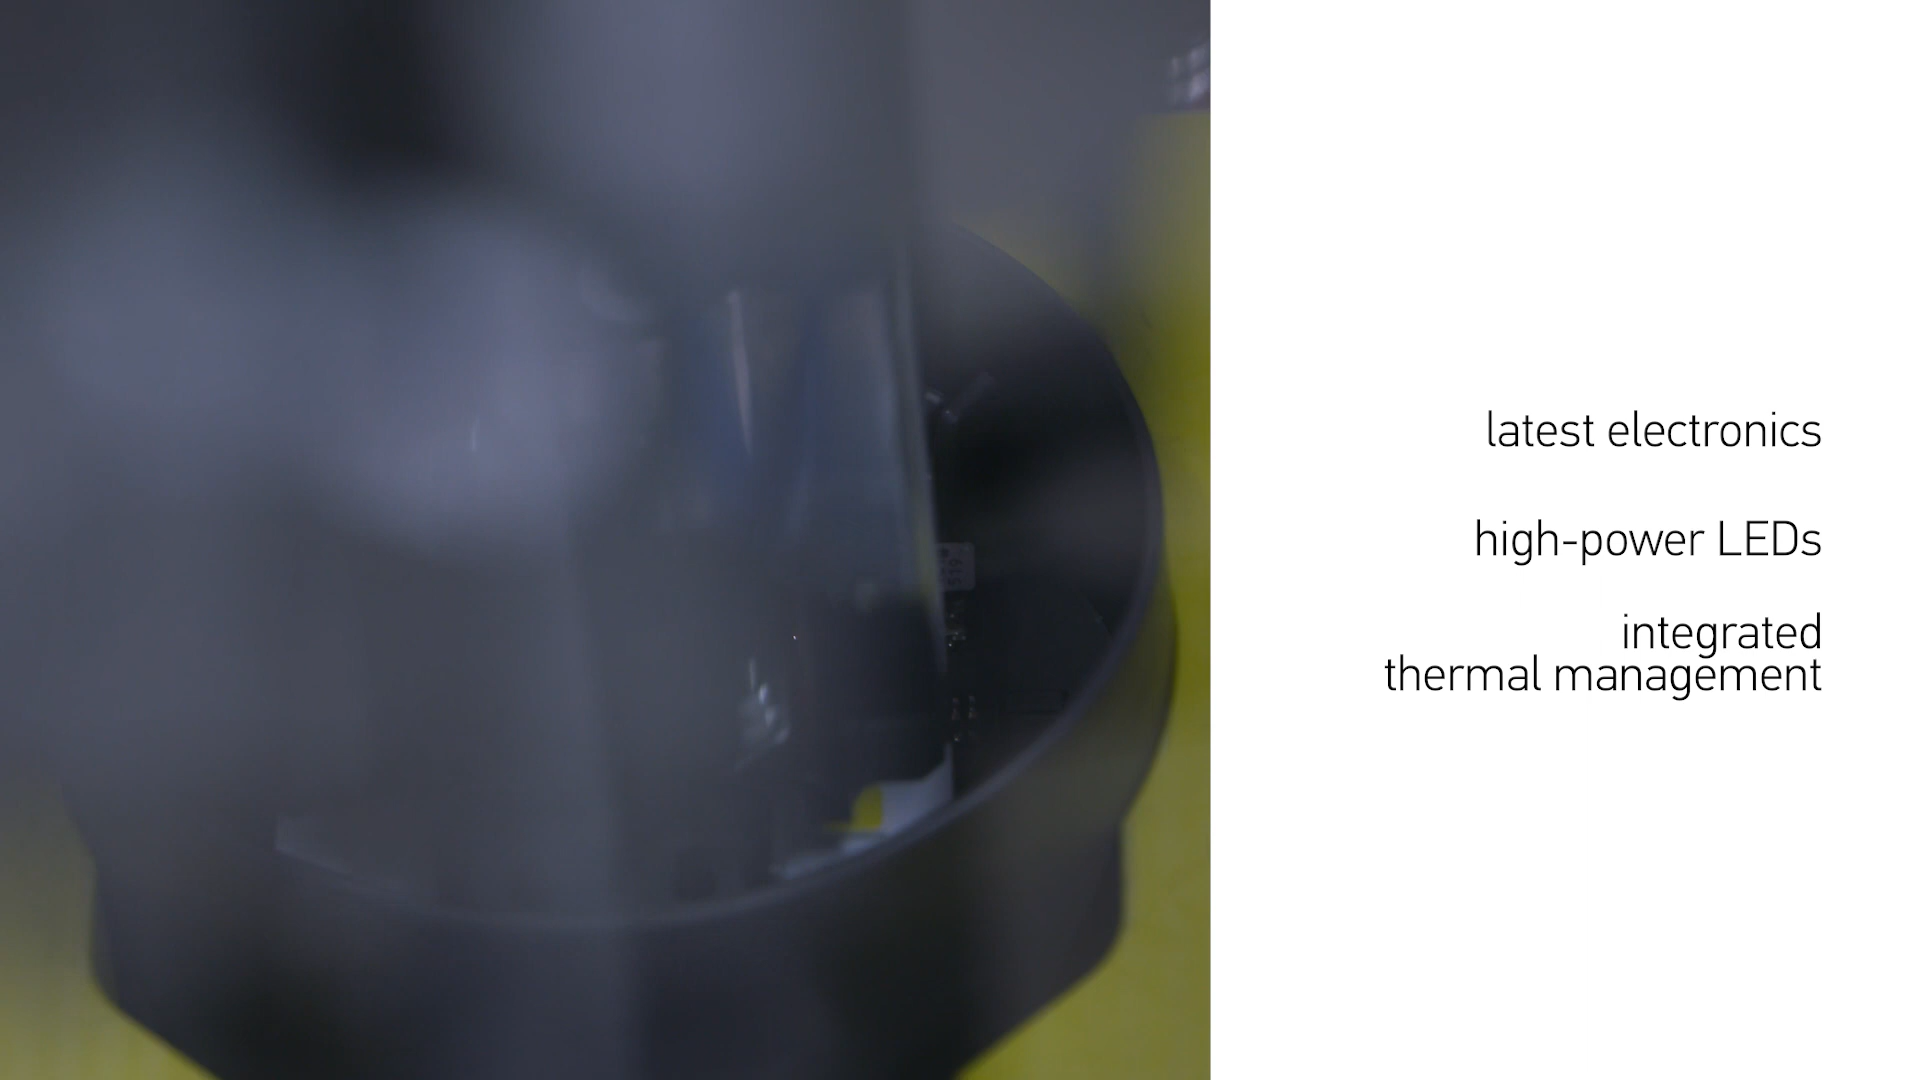 latest electronics
high-power LEDs
integrated
thermal management